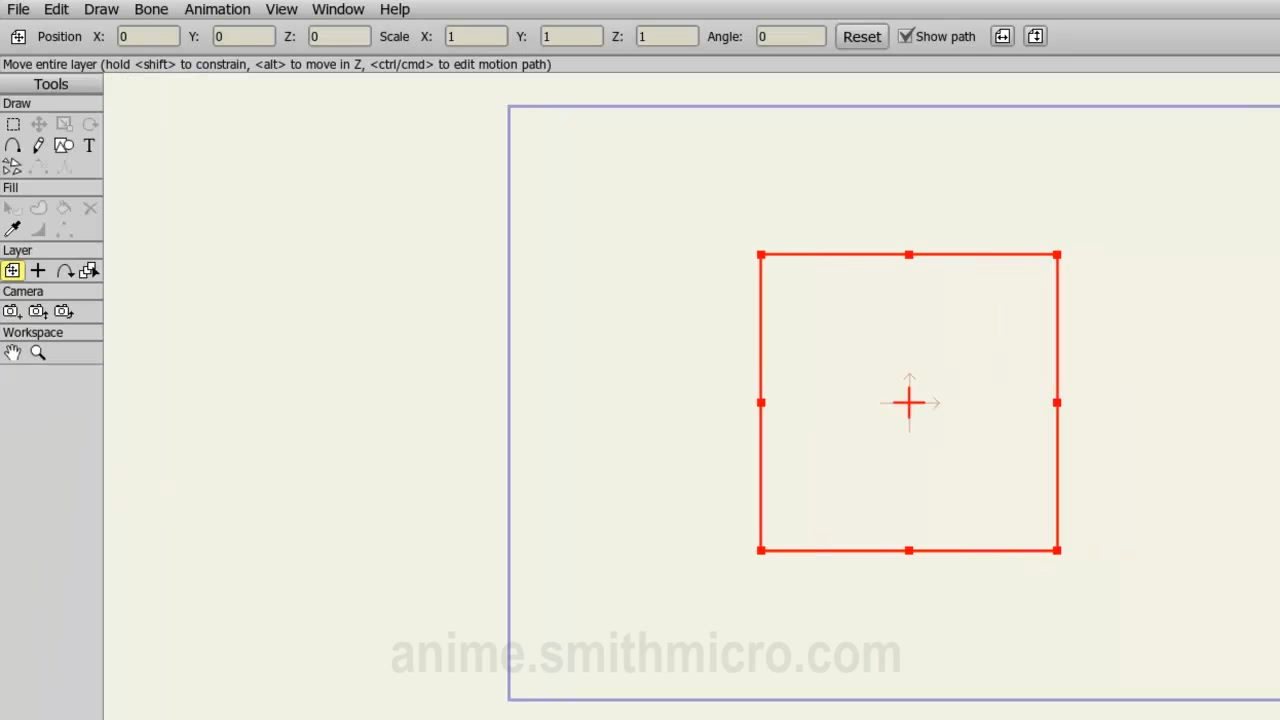 File Edit Draw Bone Animation View Window Help
Position X: 0 Y: 0 Z: 0 Scale X: 1 Y: 1 Z: 1 Angle: 0 Reset Show path
Move entire layer (hold <shift> to constrain, <alt> to move in Z, <ctrl/cmd> to edit motion path)
Tools
Draw
T
Fill
Layer
Camera
Workspace
anime.smithmicro.com